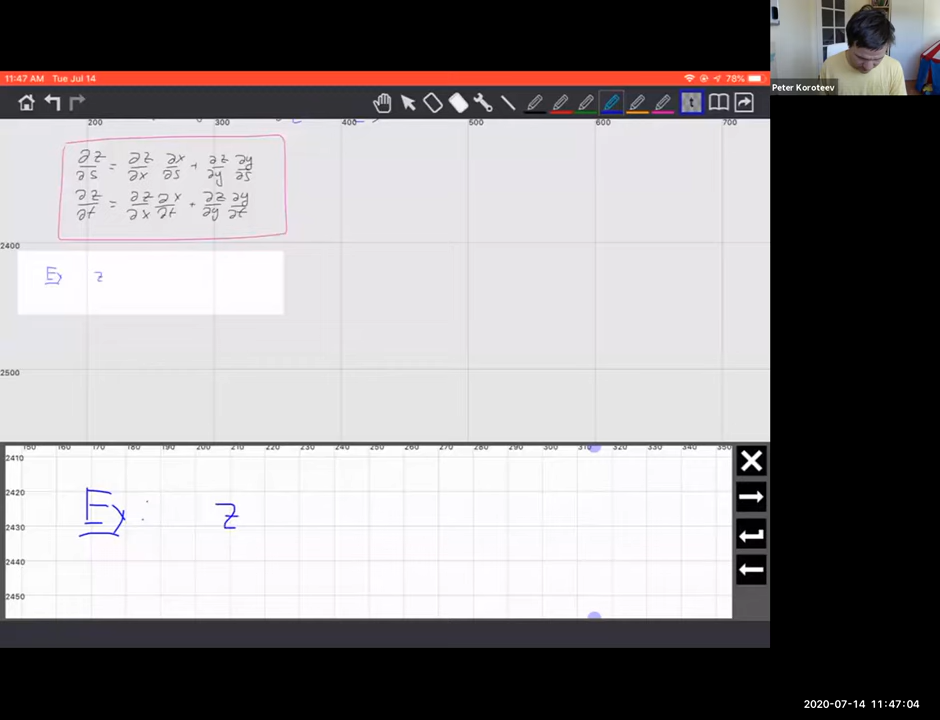 11:47 AM Tue Jul 14
78%
Peter Koroteev
t
200 300 400 500 600 700
∂z/∂s = ∂z/∂x ∂x/∂s + ∂z/∂y ∂y/∂s
∂z/∂t = ∂z/∂x ∂x/∂t + ∂z/∂y ∂y/∂t
2400
Ex z
2500
150 160 170 180 190 200 210 220 230 240 250 260 270 280 290 300 310 320 330 340 350
2410
2420
Ex: z
2430
2440
2450
2020-07-14 11:47:04